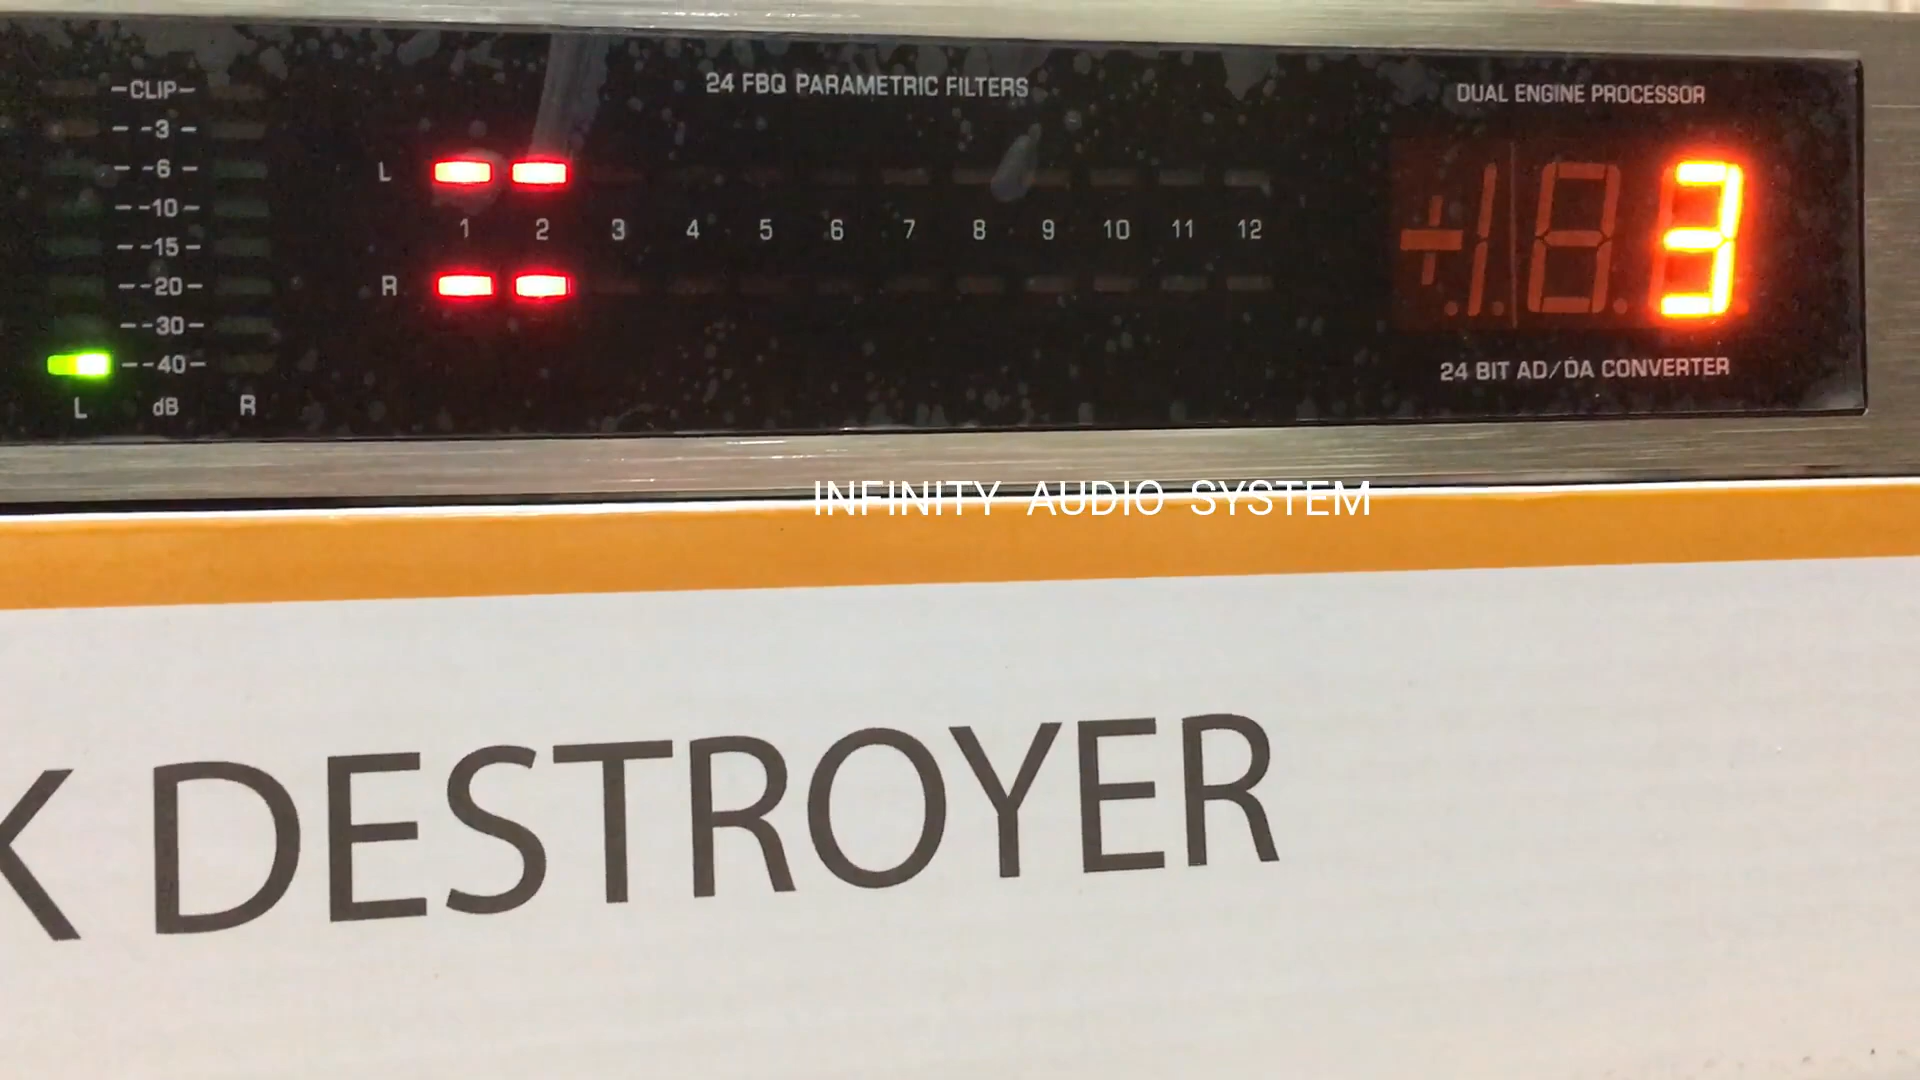 -CLIP-
- -3 -
- -6 -
- -10 -
- -15 -
- -20 -
- -30 -
- -40 -
L dB R
24 FBQ PARAMETRIC FILTERS
L
1 2 3 4 5 6 7 8 9 10 11 12
R
DUAL ENGINE PROCESSOR
3
24 BIT AD/DA CONVERTER
INFINITY AUDIO SYSTEM
K DESTROYER